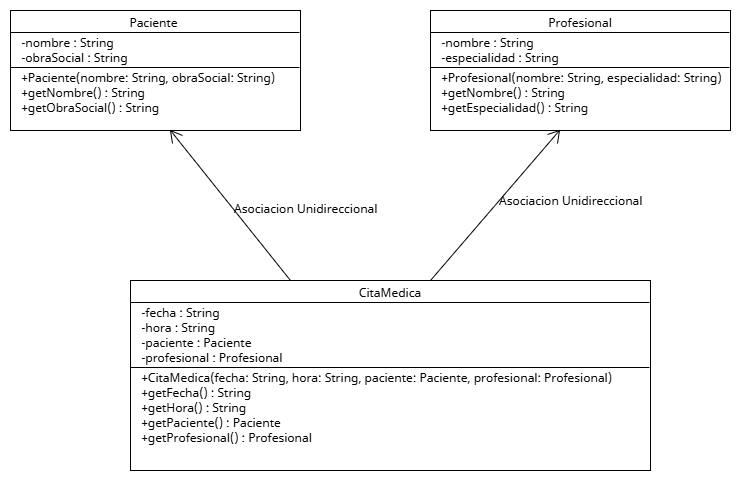 Paciente
-nombre : String
-obraSocial : String
+Paciente(nombre: String, obraSocial: String)
+getNombre() : String
+getObraSocial() : String
Profesional
-nombre : String
-especialidad : String
+Profesional(nombre: String, especialidad: String)
+getNombre() : String
+getEspecialidad() : String
Asociacion Unidireccional
Asociacion Unidireccional
CitaMedica
-fecha : String
-hora : String
-paciente : Paciente
-profesional : Profesional
+CitaMedica(fecha: String, hora: String, paciente: Paciente, profesional: Profesional)
+getFecha() : String
+getHora() : String
+getPaciente() : Paciente
+getProfesional() : Profesional